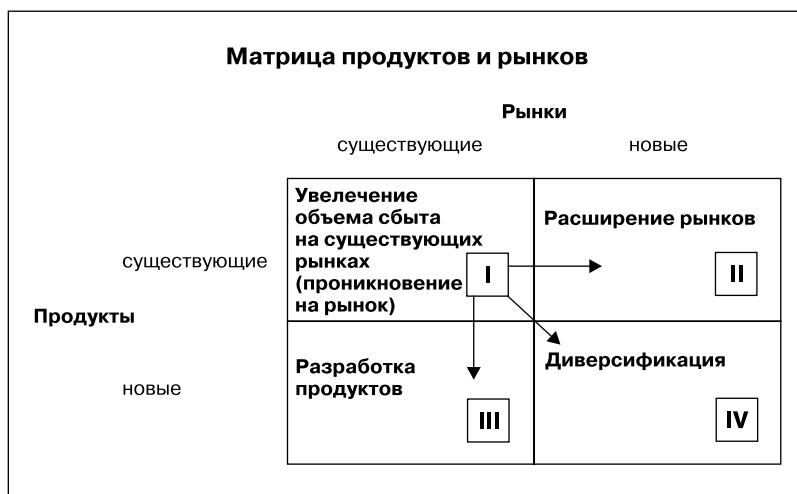 Матрица продуктов и рынков
Рынки
существующие новые
Увелечение
объема сбыта
на существующих
рынках
(проникновение
на рынок)
I
Расширение рынков
II
существующие
Продукты
новые
Разработка
продуктов
III
Диверсификация
IV